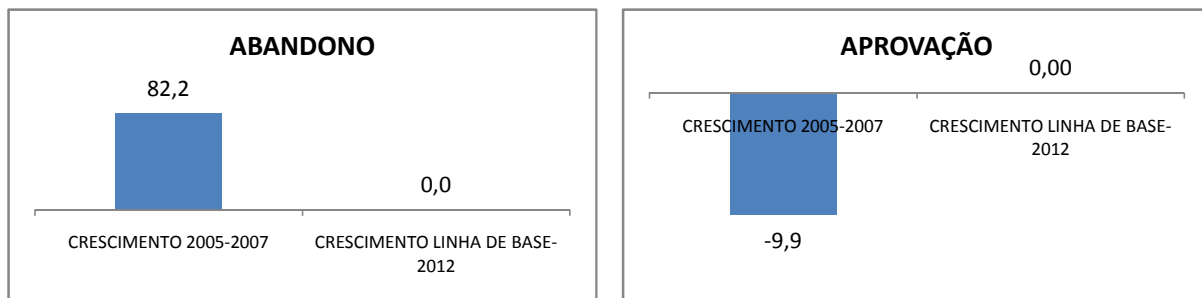 ABANDONO
82,2
0,0
CRESCIMENTO 2005-2007
CRESCIMENTO LINHA DE BASE-
2012
APROVAÇÃO
0,00
CRESCIMENTO 2005-2007
CRESCIMENTO LINHA DE BASE-
2012
-9,9